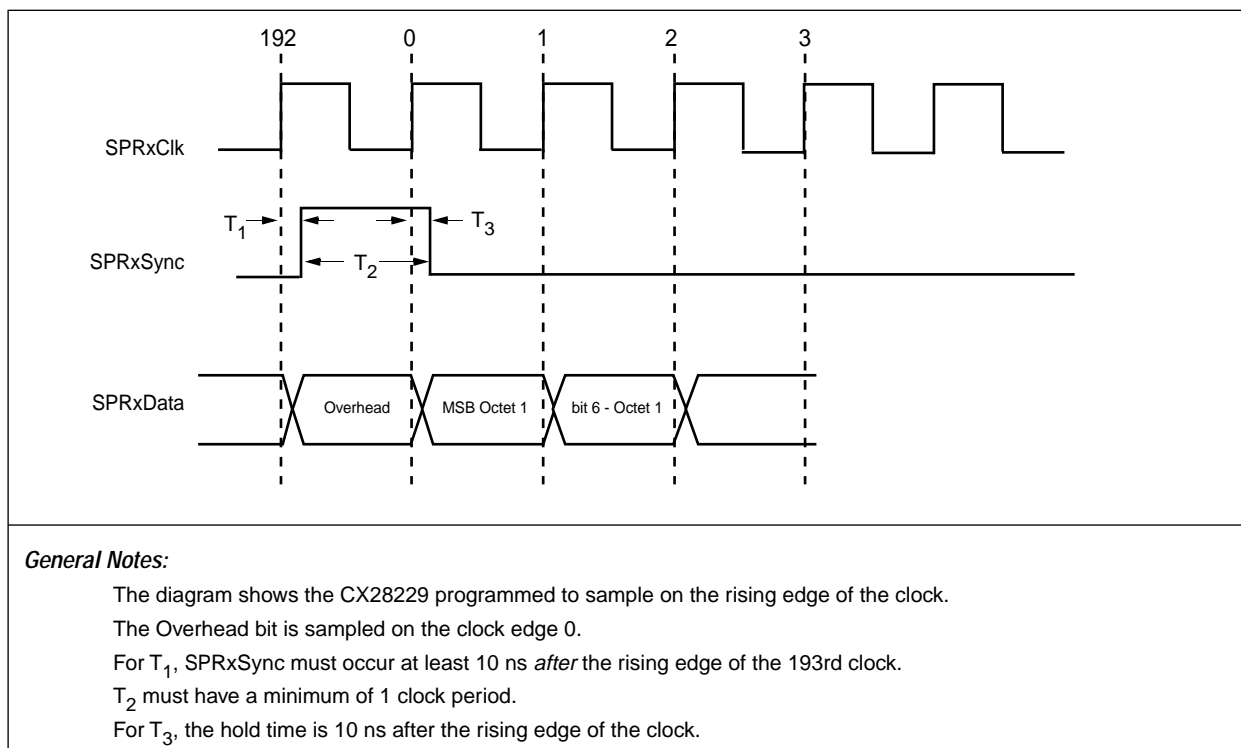 192 0 1 2 3
SPRxClk
T1 T3
SPRxSync T2
SPRxData Overhead MSB Octet 1 bit 6 - Octet 1
General Notes:
The diagram shows the CX28229 programmed to sample on the rising edge of the clock.
The Overhead bit is sampled on the clock edge 0.
For T1, SPRxSync must occur at least 10 ns after the rising edge of the 193rd clock.
T2 must have a minimum of 1 clock period.
For T3, the hold time is 10 ns after the rising edge of the clock.